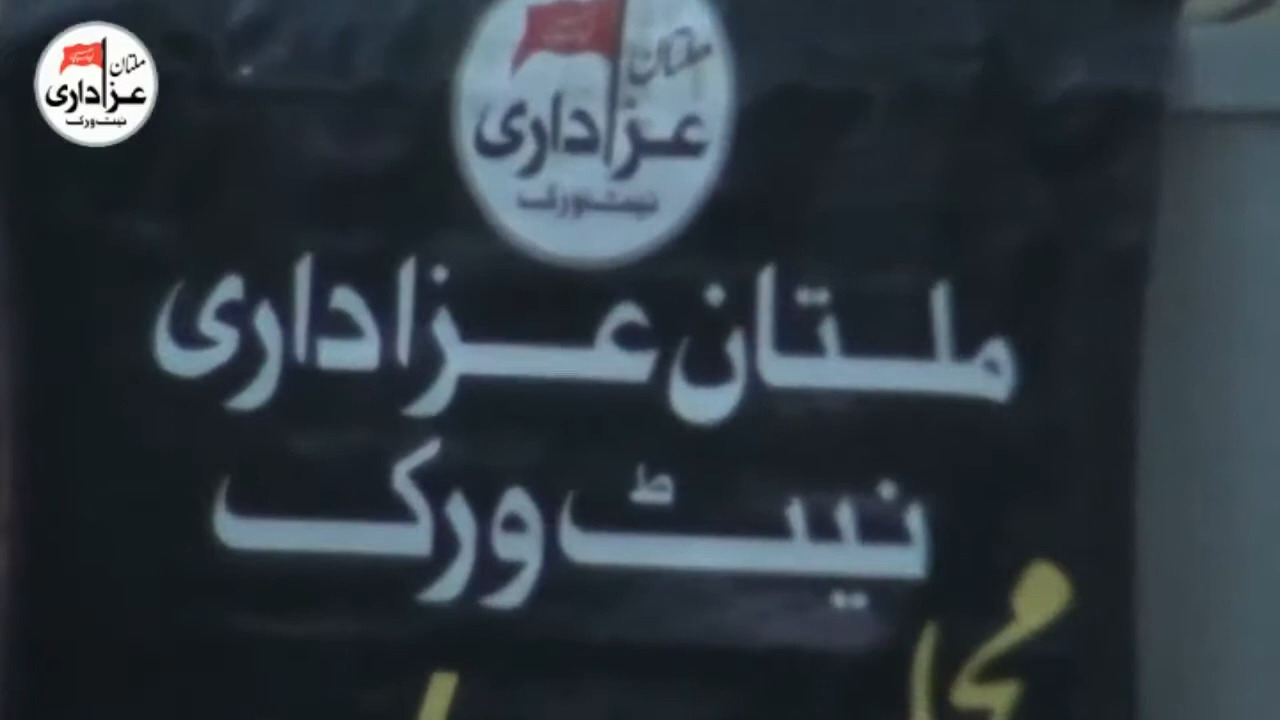 ملتان
عزاداری
نیٹ ورک
ملتان
عزاداری
نیٹ ورک
ملتان عزاداری
نیٹ ورک